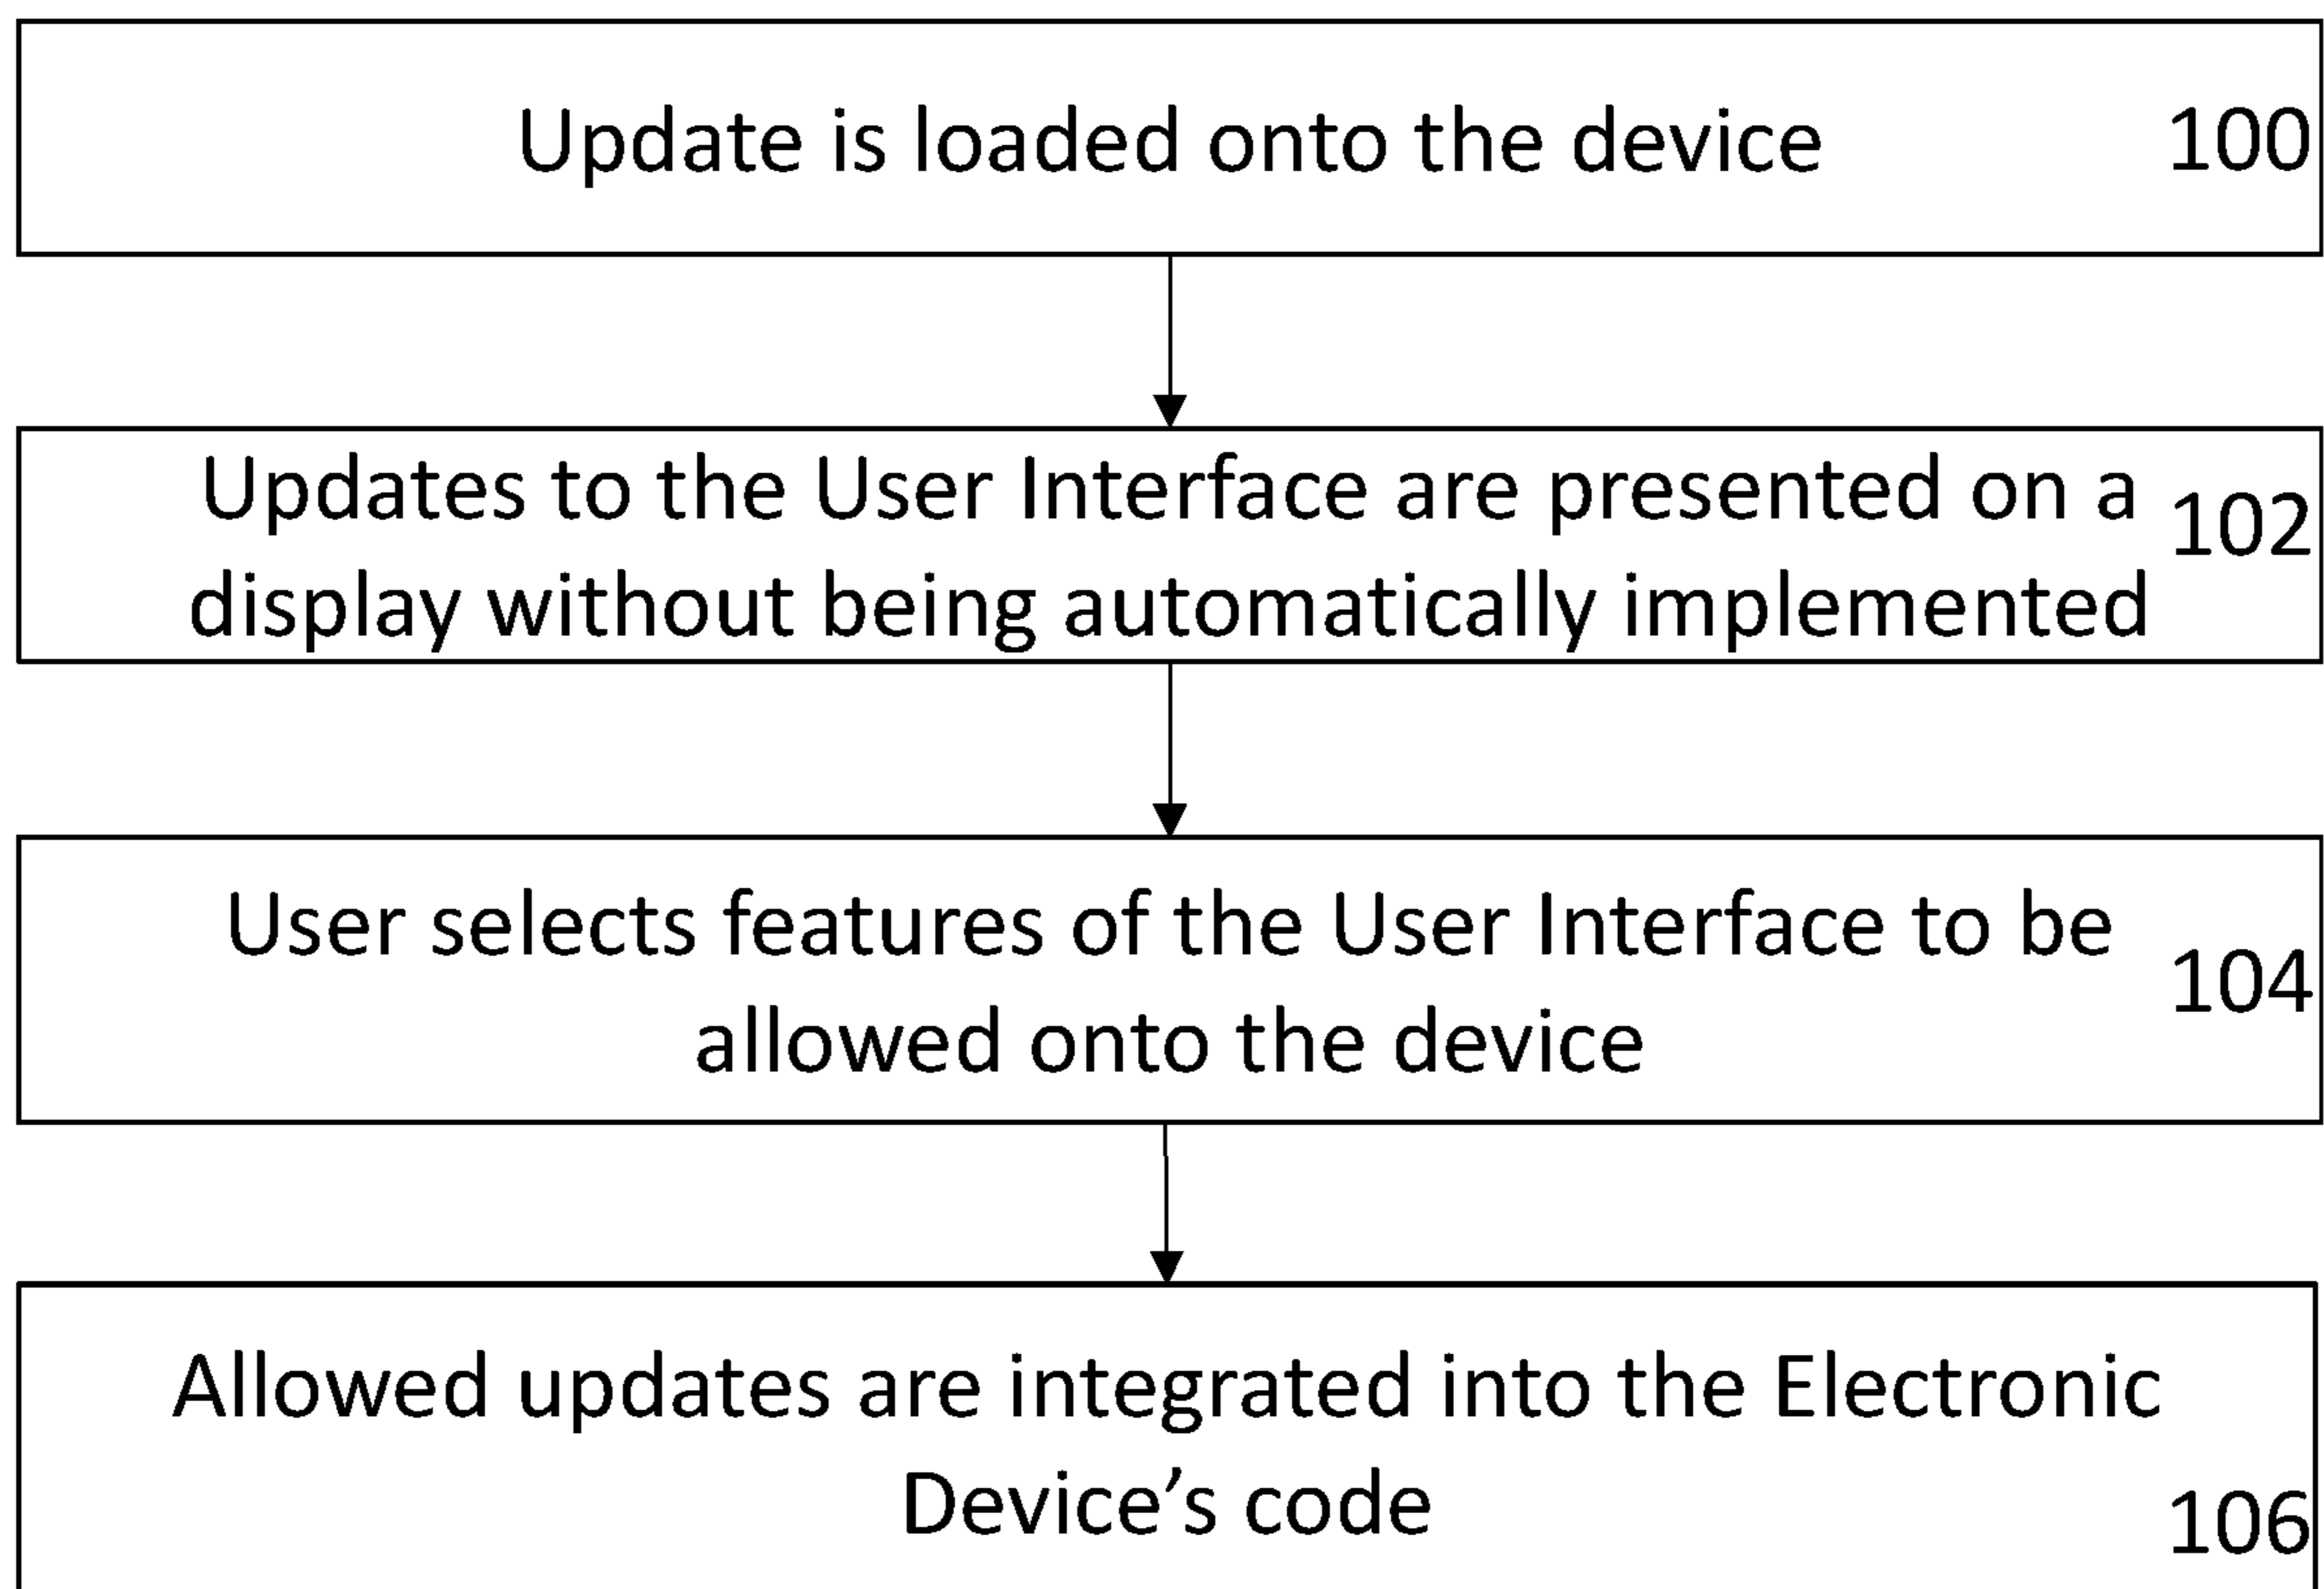 Update is loaded onto the device 100
Updates to the User Interface are presented on a 102
display without being automatically implemented
User selects features of the User Interface to be 104
allowed onto the device
Allowed updates are integrated into the Electronic
Device’s code 106